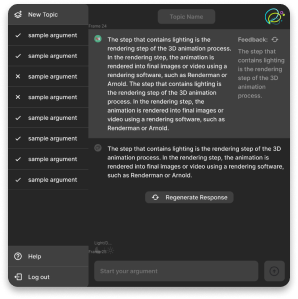 New Topic
sample argument
sample argument
sample argument
sample argument
sample argument
sample argument
sample argument
sample argument
Help
Log out
Topic Name
Frame 24
The step that contains lighting is the
rendering step of the 3D animation process.
In the rendering step, the animation is
rendered into final images or video using a
rendering software, such as Renderman or
Arnold. The step that contains lighting is
the rendering step of the 3D animation
process. In the rendering step, the
animation is rendered into final images or
video using a rendering software, such as
Renderman or Arnold.
Feedback:
The step that
contains lighting
is the rendering
step of the 3D
animation
process.
The step that contains lighting is the rendering step of the 3D
animation process. In the rendering step, the animation is
rendered into final images or video using a rendering software,
such as Renderman or Arnold.
Regenerate Response
Start your argument